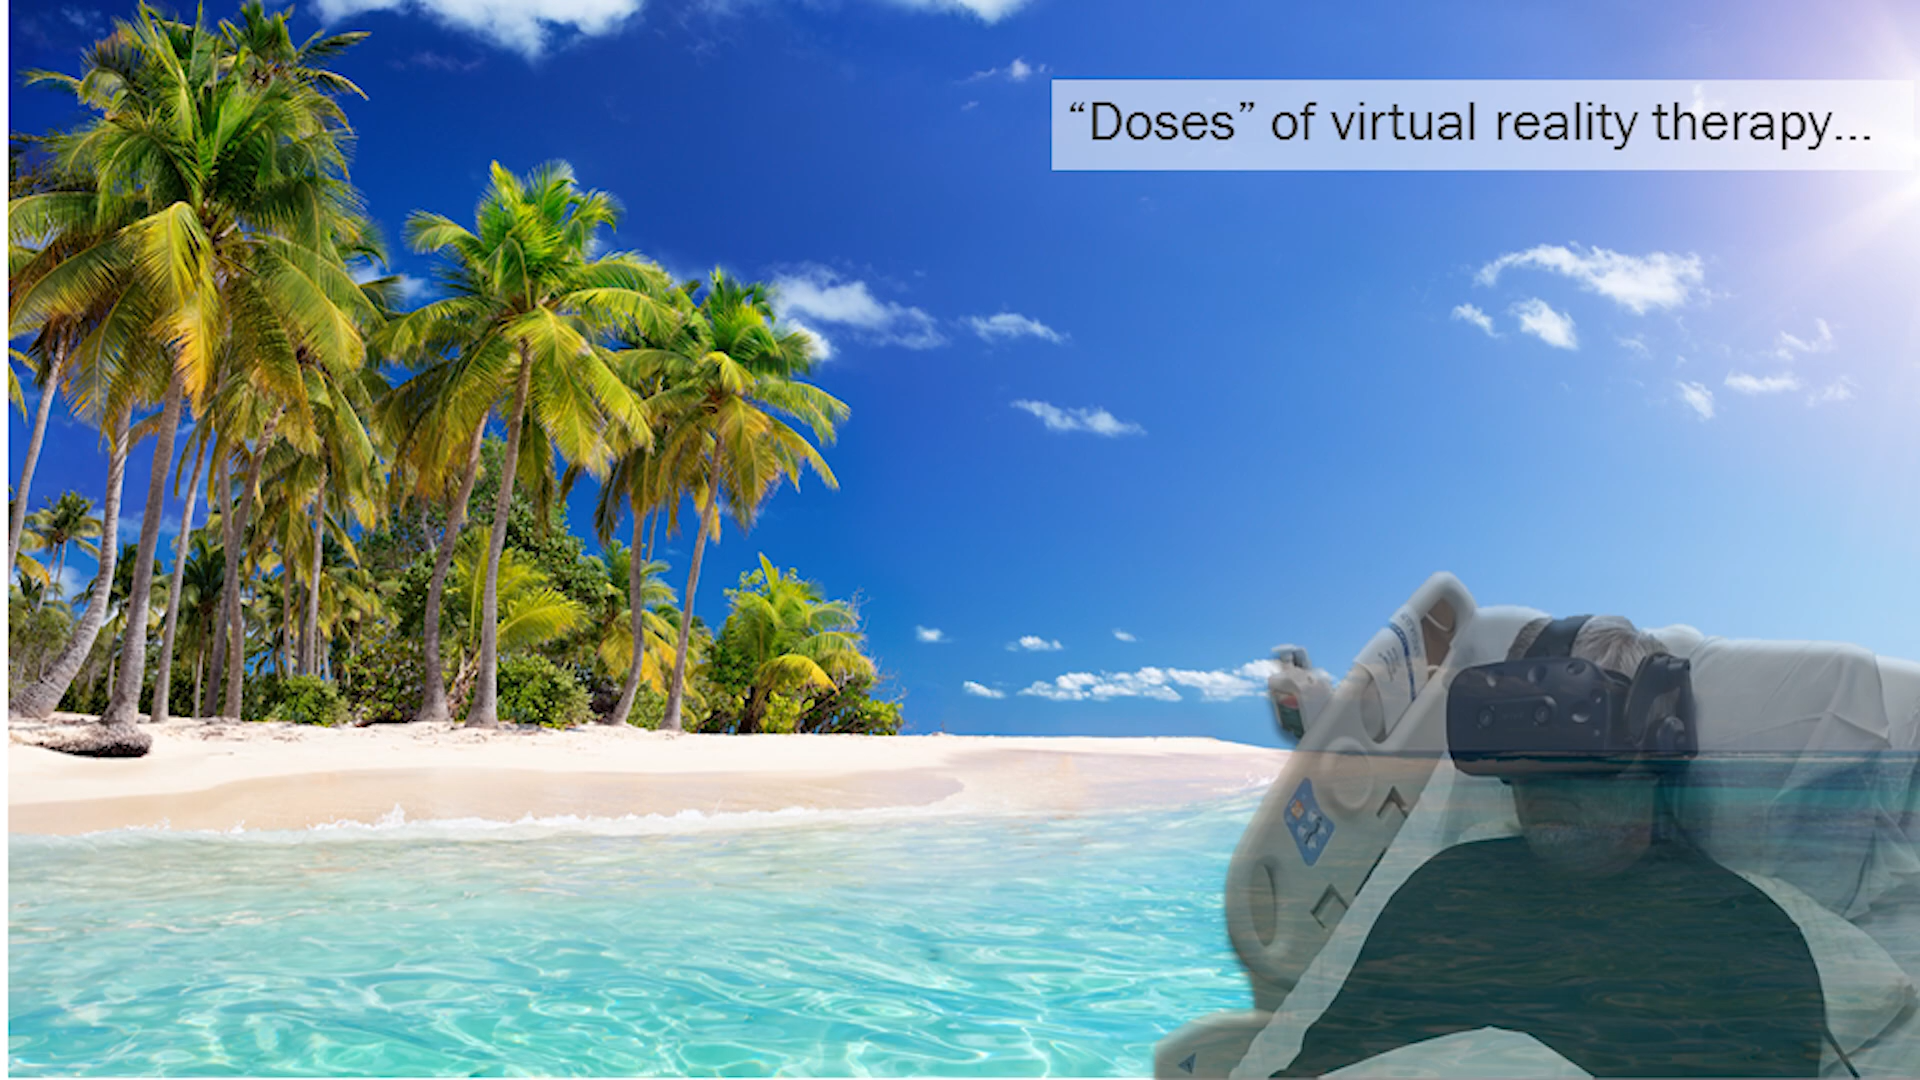 “Doses” of virtual reality therapy...